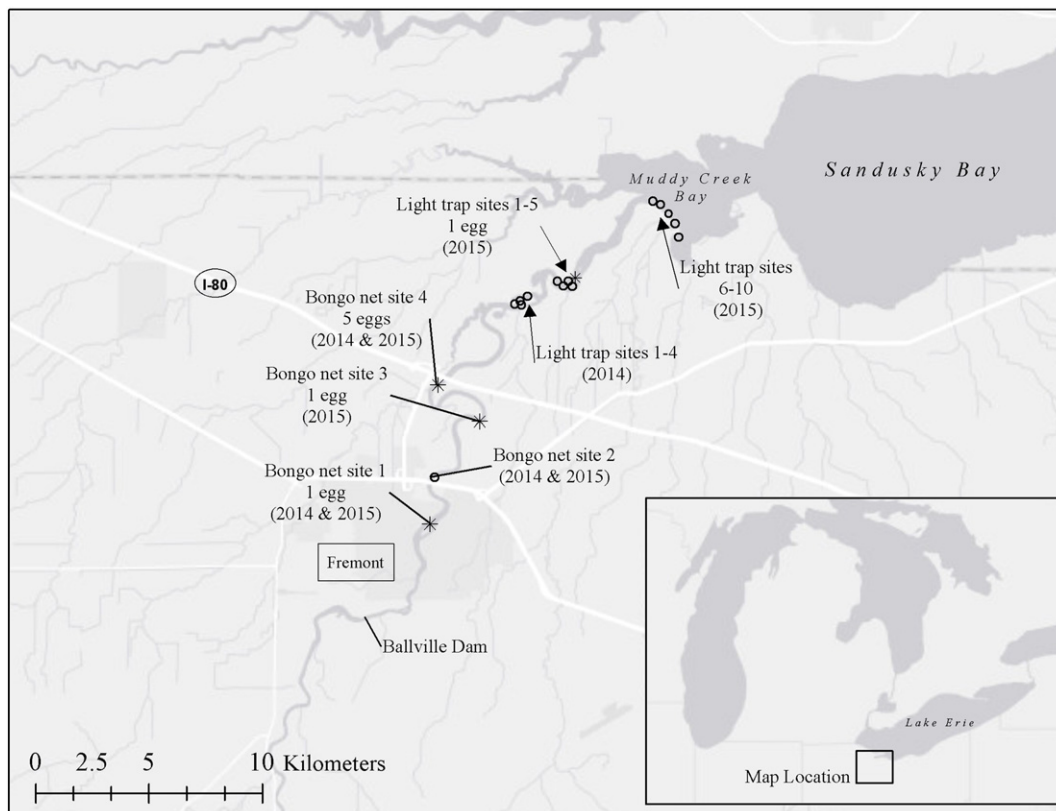 Sandusky Bay
Muddy Creek
Bay
Light trap sites 1-5
1 egg
(2015)
Light trap sites
6-10
(2015)
I-80
Bongo net site 4
5 eggs
(2014 & 2015)
Light trap sites 1-4
(2014)
Bongo net site 3
1 egg
(2015)
Bongo net site 2
(2014 & 2015)
Bongo net site 1
1 egg
(2014 & 2015)
Fremont
Ballville Dam
0 2.5 5 10 Kilometers
Lake Erie
Map Location